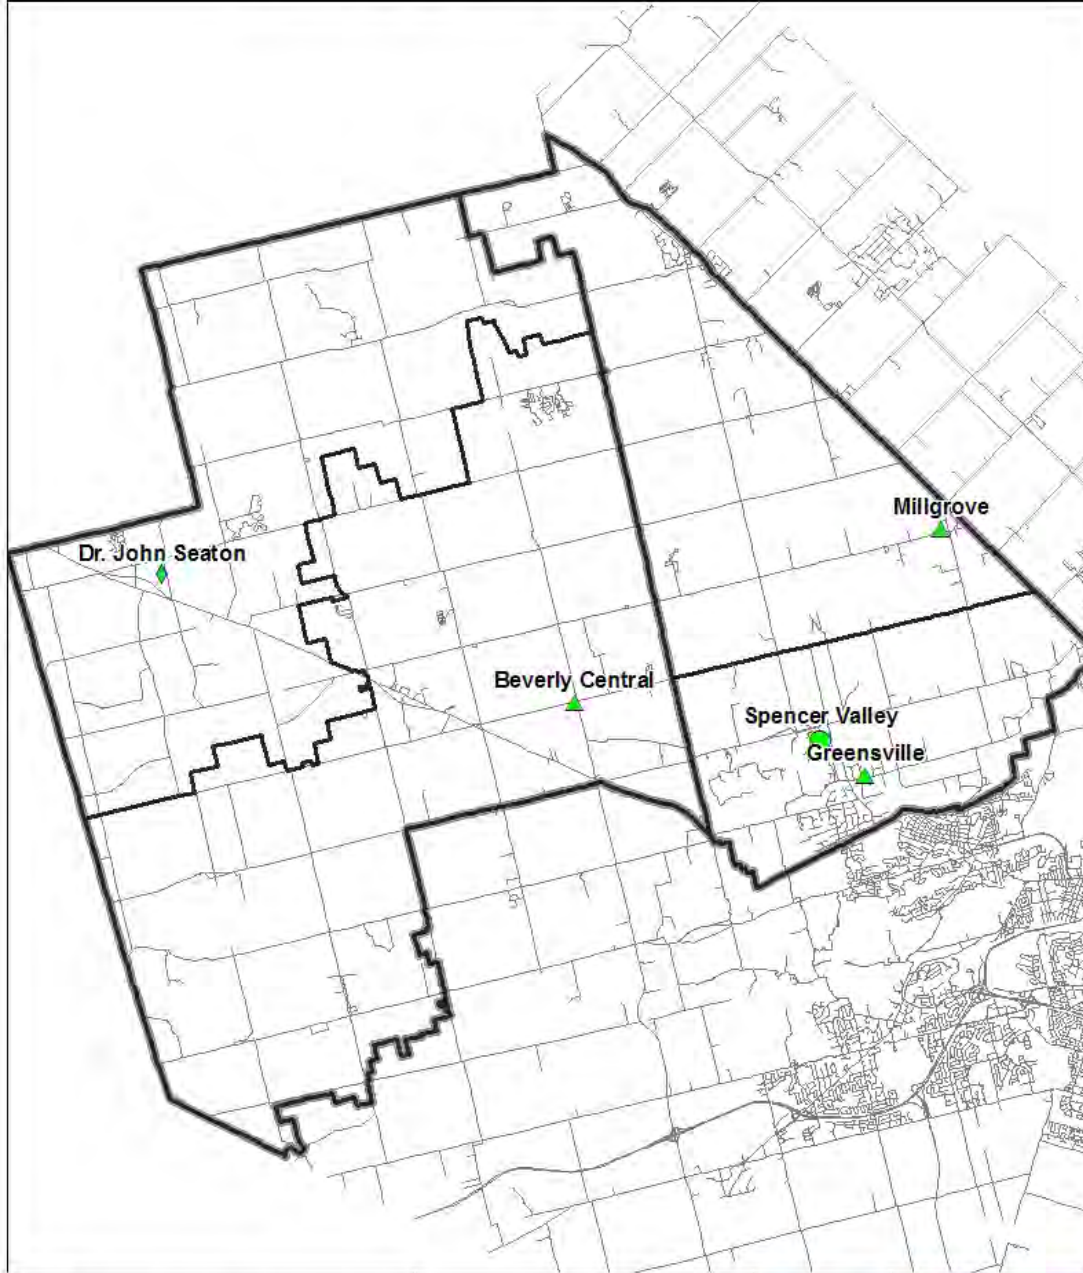 Millgrove
Dr. John Seaton
Beverly Central
Spencer Valley
Greensville